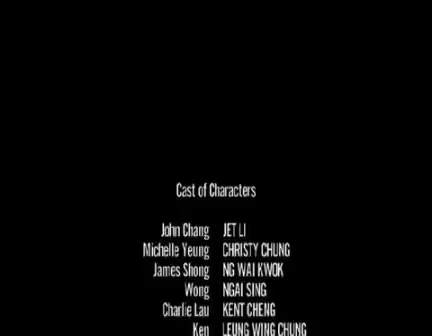 Cast of Characters
John Chang JET LI
Michelle Yeung CHRISTY CHUNG
James Shong NG WAI KWOK
Wong NGAI SING
Charlie Lau KENT CHENG
Ken LEUNG WING CHUNG